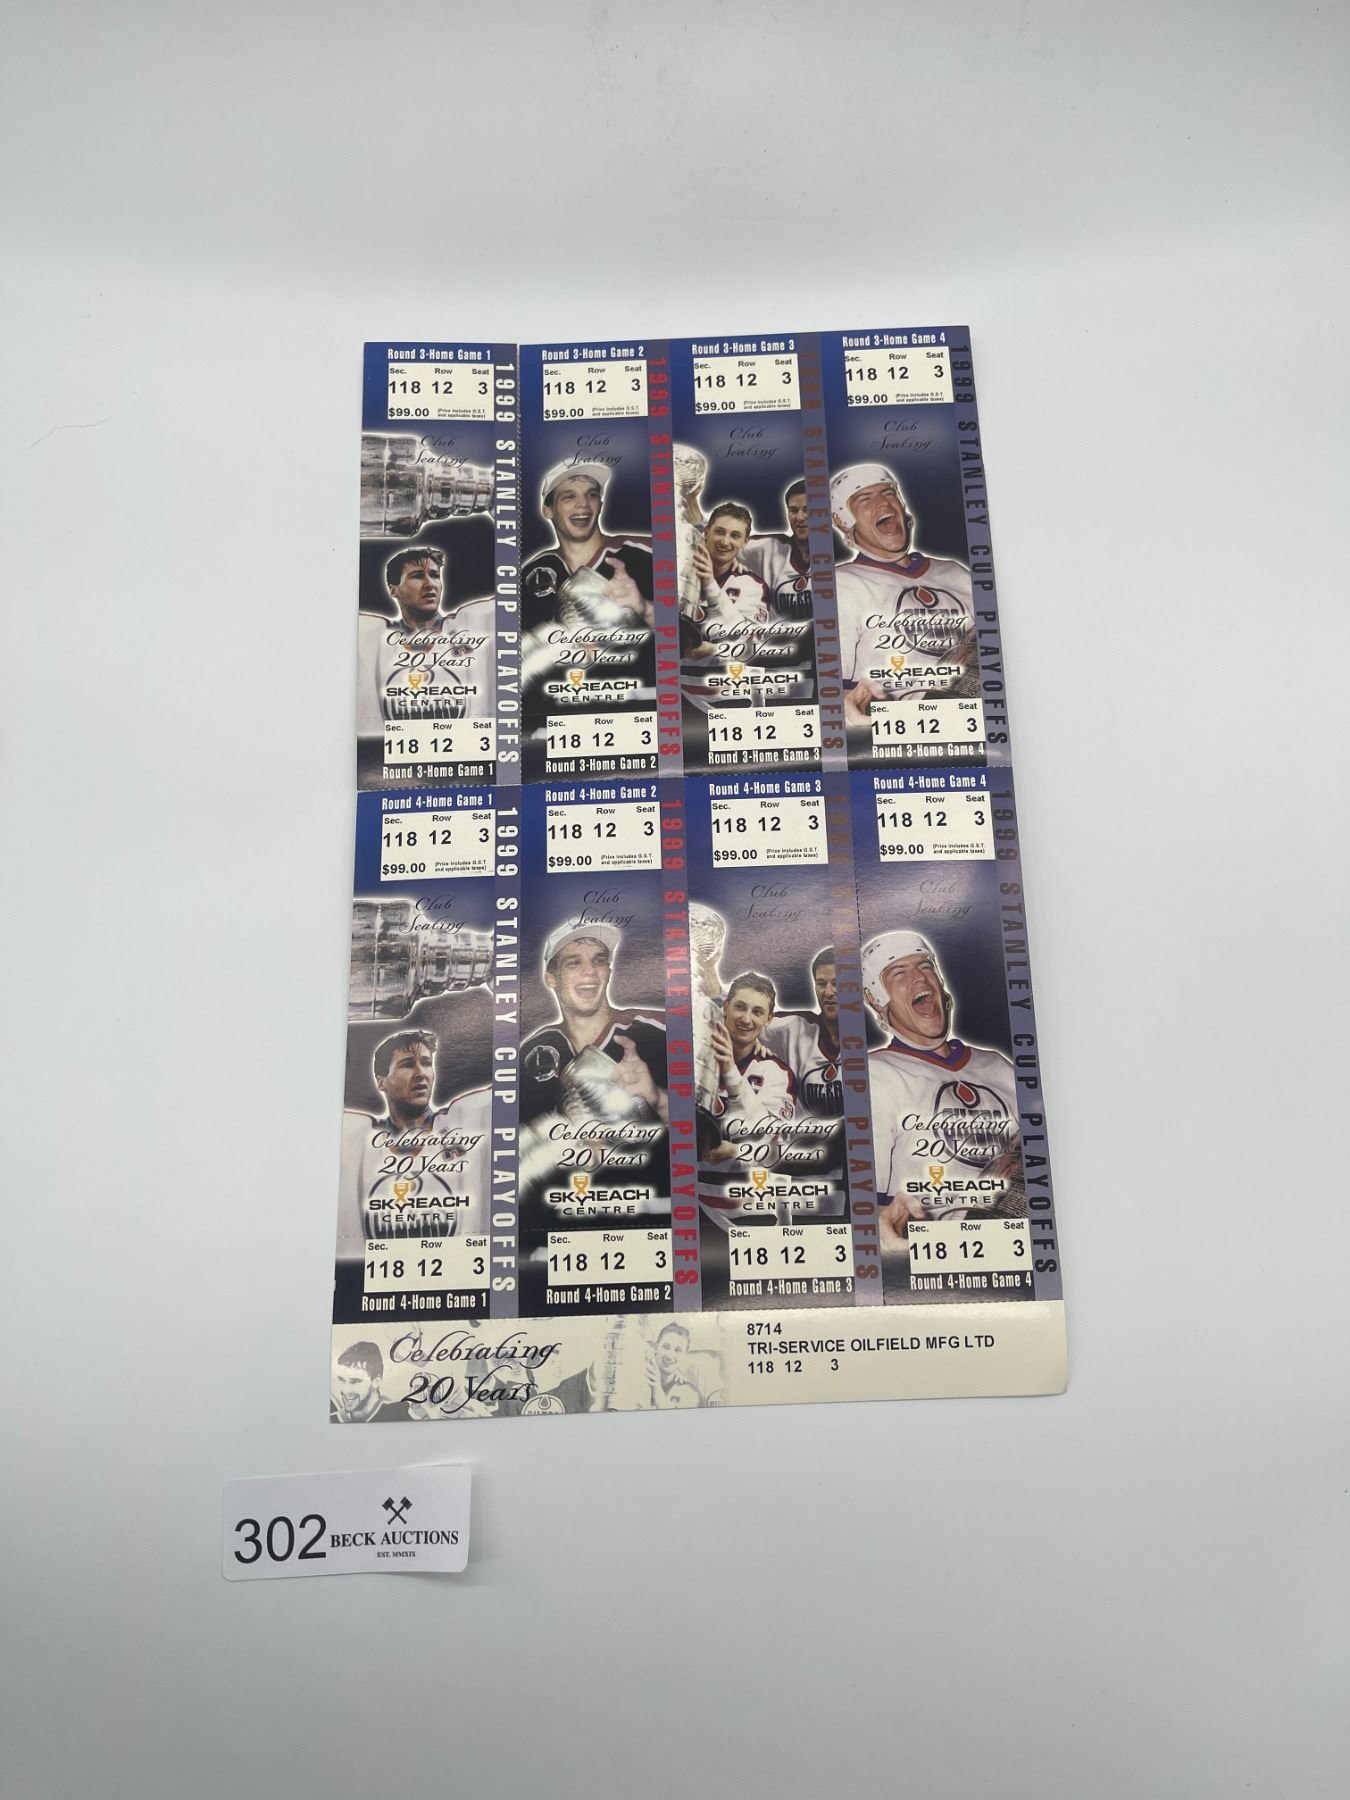 Round 3-Home Game 1
Sec. Row Seat
118 12 3
$99.00 (Price includes G.S.T. and applicable taxes)
Club
Seating
Celebrating
20 Years
SKYREACH
CENTRE
Sec. Row Seat
118 12 3
Round 3-Home Game 1
1999 STANLEY CUP PLAYOFFS
Round 3-Home Game 2
Sec. Row Seat
118 12 3
$99.00 (Price includes G.S.T. and applicable taxes)
Club
Seating
Celebrating
20 Years
SKYREACH
CENTRE
Sec. Row Seat
118 12 3
Round 3-Home Game 2
1999 STANLEY CUP PLAYOFFS
Round 3-Home Game 3
Sec. Row Seat
118 12 3
$99.00 (Price includes G.S.T. and applicable taxes)
Club
Seating
C
OILER
Celebrating
20 Years
SKYREACH
CENTRE
Sec. Row Seat
118 12 3
Round 3-Home Game 3
1999 STANLEY CUP PLAYOFFS
Round 3-Home Game 4
Sec. Row Seat
118 12 3
$99.00 (Price includes G.S.T. and applicable taxes)
Club
Seating
OILERS
Celebrating
20 Years
SKYREACH
CENTRE
Sec. Row Seat
118 12 3
Round 3-Home Game 4
1999 STANLEY CUP PLAYOFFS
Round 4-Home Game 1
Sec. Row Seat
118 12 3
$99.00 (Price includes G.S.T. and applicable taxes)
Club
Seating
Celebrating
20 Years
SKYREACH
CENTRE
Sec. Row Seat
118 12 3
Round 4-Home Game 1
1999 STANLEY CUP PLAYOFFS
Round 4-Home Game 2
Sec. Row Seat
118 12 3
$99.00 (Price includes G.S.T. and applicable taxes)
Club
Seating
Celebrating
20 Years
SKYREACH
CENTRE
Sec. Row Seat
118 12 3
Round 4-Home Game 2
1999 STANLEY CUP PLAYOFFS
Round 4-Home Game 3
Sec. Row Seat
118 12 3
$99.00 (Price includes G.S.T. and applicable taxes)
Club
Seating
C
OILER
Celebrating
20 Years
SKYREACH
CENTRE
Sec. Row Seat
118 12 3
Round 4-Home Game 3
1999 STANLEY CUP PLAYOFFS
Round 4-Home Game 4
Sec. Row Seat
118 12 3
$99.00 (Price includes G.S.T. and applicable taxes)
Club
Seating
OILERS
Celebrating
20 Years
SKYREACH
CENTRE
Sec. Row Seat
118 12 3
Round 4-Home Game 4
1999 STANLEY CUP PLAYOFFS
Celebrating
20 Years
8714
TRI-SERVICE OILFIELD MFG LTD
118 12 3
302
BECK AUCTIONS
EST. MMXIX